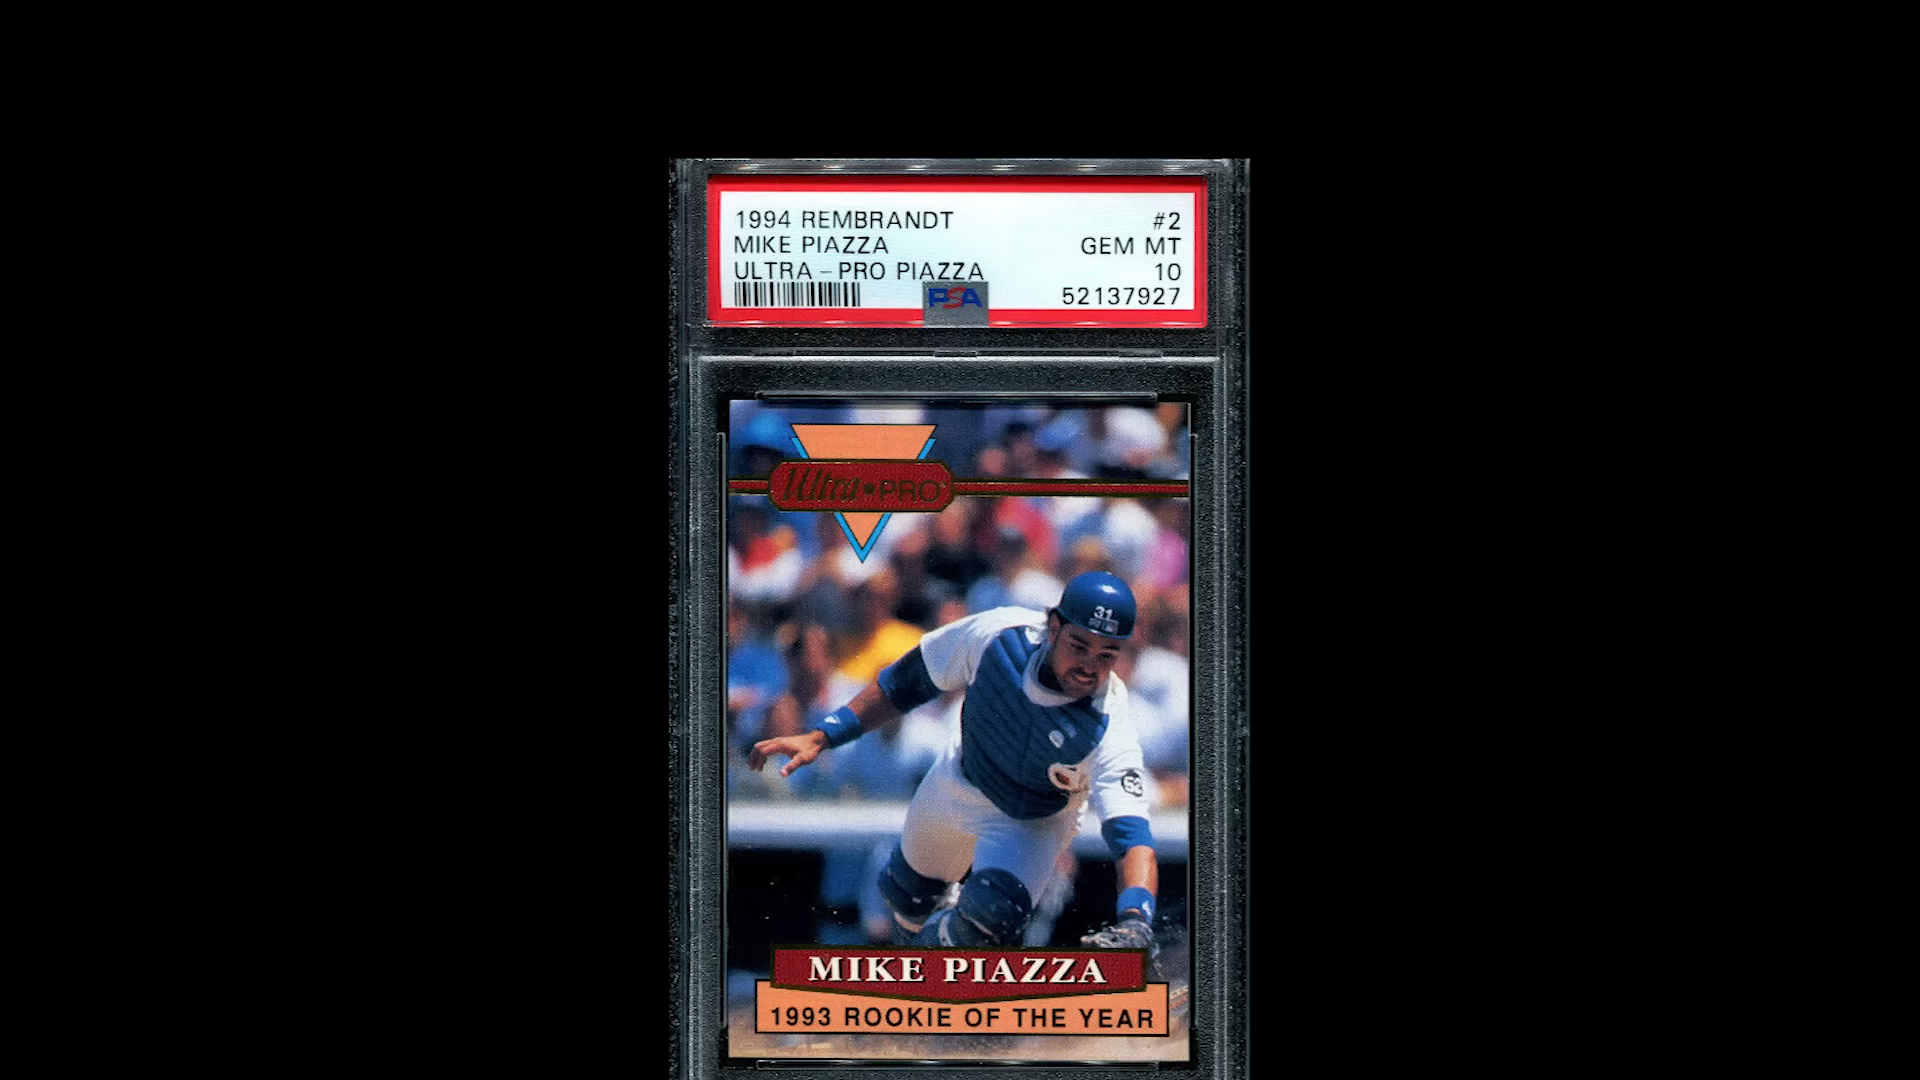 1994 REMBRANDT #2
MIKE PIAZZA GEM MT
ULTRA-PRO PIAZZA 10
PSA 52137927
Ultra•PRO
31
MIKE PIAZZA
1993 ROOKIE OF THE YEAR